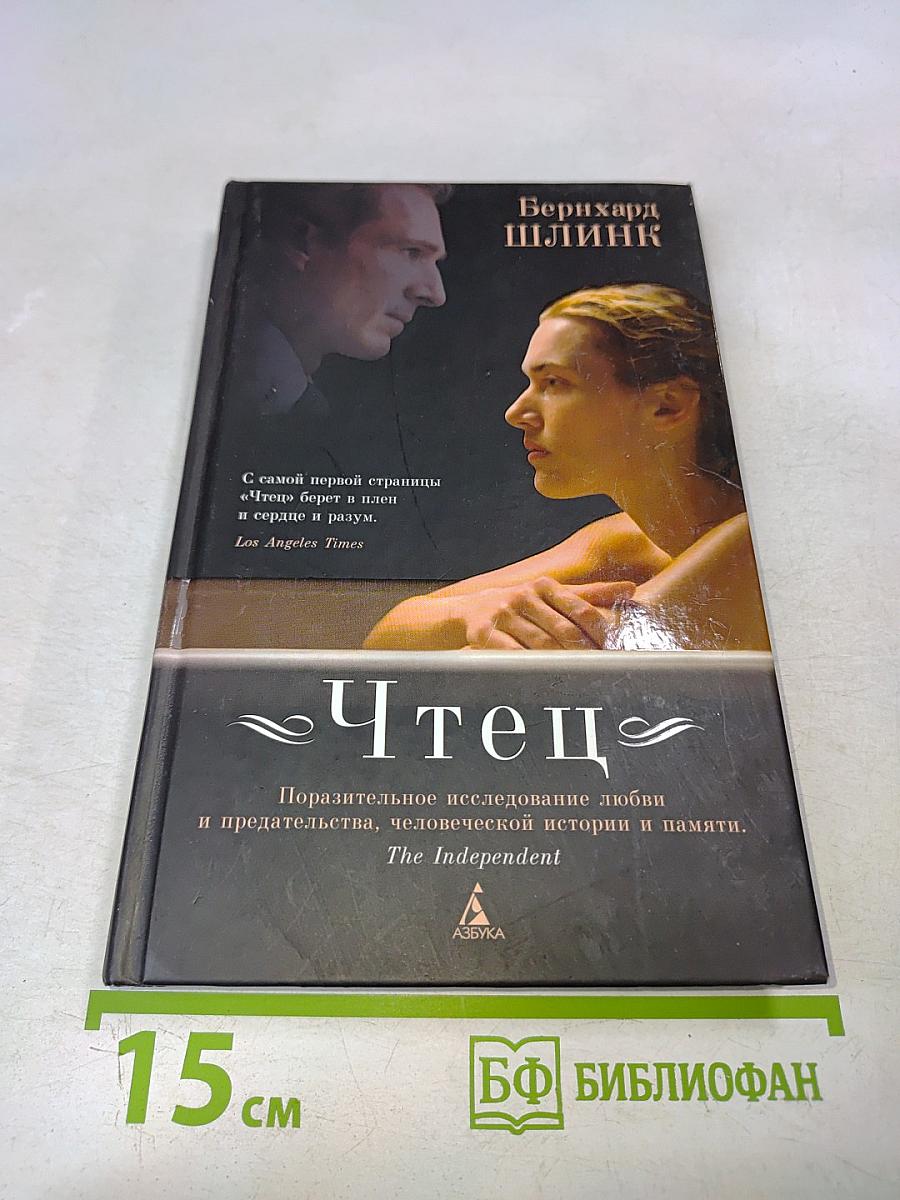 Бернхард
ШЛИНК
С самой первой страницы
«Чтец» берет в плен
и сердце и разум.
Los Angeles Times
Чтец
Поразительное исследование любви
и предательства, человеческой истории и памяти.
The Independent
АЗБУКА
15 см
БФ БИБЛИОФАН